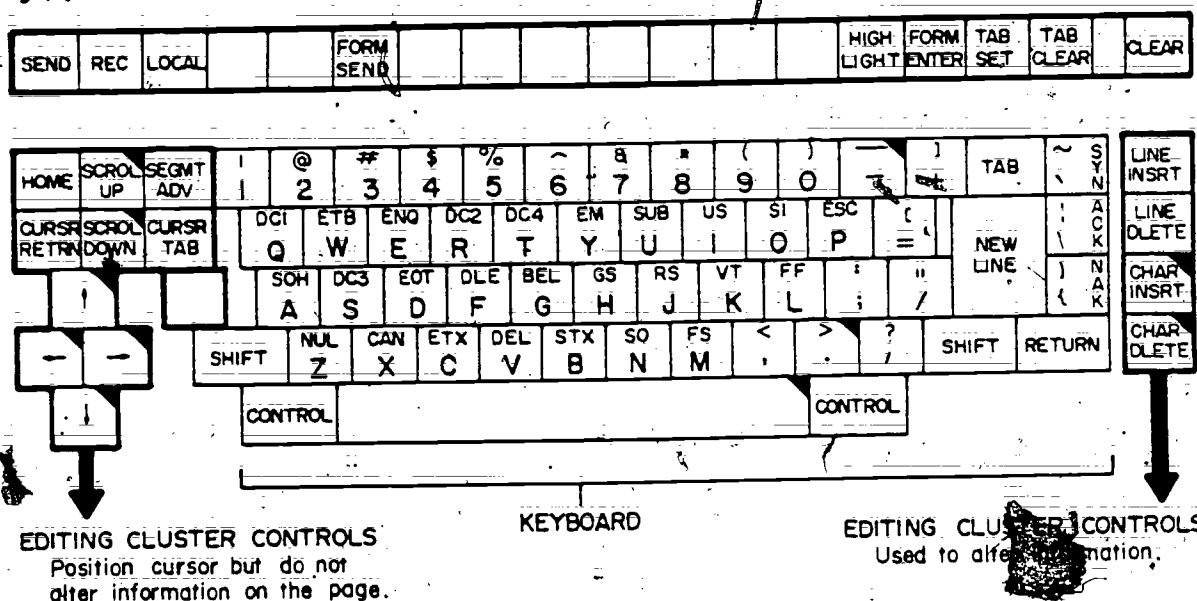 SEND REC LOCAL FORM SEND HIGH LIGHT FORM ENTER TAB SET TAB CLEAR CLEAR
HOME SCROL UP SEGMT ADV
! @ # $ % & ( )
1 2 3 4 5 6 7 8 9 0
TAB ~ SYN LINE INSRT
CURSR RETRN SCROL DOWN CURSR TAB
DC1 ETB ENQ DC2 DC4 EM SUB US SI ESC
Q W E R T Y U I O P =
NEW LINE ACK LINE DLETE
↑
SOH DC3 EOT DLE BEL GS RS VT FF "
A S D F G H J K L ; /
NAK CHAR INSRT
← →
SHIFT NUL CAN ETX DEL STX SO FS < > ? SHIFT RETURN
Z X C V B N M , .
CHAR DLETE
↓
CONTROL CONTROL
KEYBOARD
EDITING CLUSTER CONTROLS
Position cursor but do not
alter information on the page.
EDITING CLUSTER CONTROLS
Used to alter